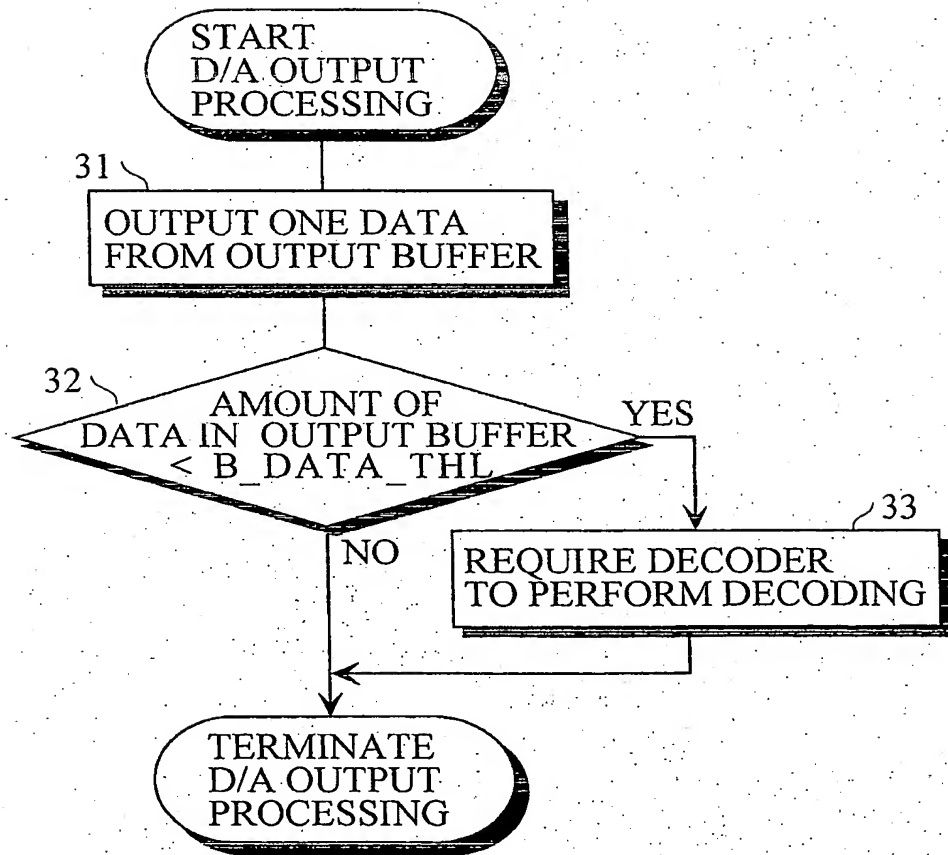 START
D/A OUTPUT
PROCESSING
31
OUTPUT ONE DATA
FROM OUTPUT BUFFER
32
AMOUNT OF
DATA IN OUTPUT BUFFER
< B_DATA_THL
YES
NO
33
REQUIRE DECODER
TO PERFORM DECODING
TERMINATE
D/A OUTPUT
PROCESSING